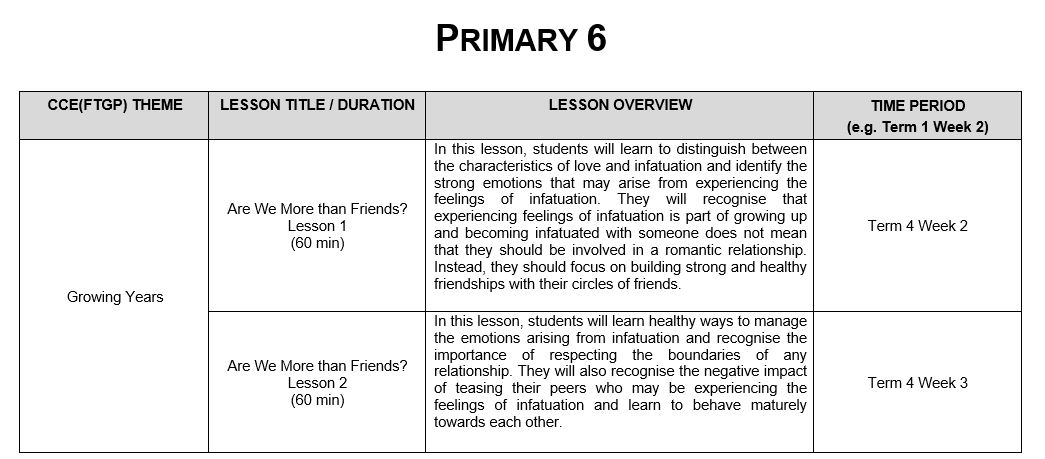 PRIMARY 6
CCE(FTGP) THEME
LESSON TITLE / DURATION
LESSON OVERVIEW
TIME PERIOD
(e.g. Term 1 Week 2)
Growing Years
Are We More than Friends?
Lesson 1
(60 min)
In this lesson, students will learn to distinguish between
the characteristics of love and infatuation and identify the
strong emotions that may arise from experiencing the
feelings of infatuation. They will recognise that
experiencing feelings of infatuation is part of growing up
and becoming infatuated with someone does not mean
that they should be involved in a romantic relationship.
Instead, they should focus on building strong and healthy
friendships with their circles of friends.
Term 4 Week 2
Are We More than Friends?
Lesson 2
(60 min)
In this lesson, students will learn healthy ways to manage
the emotions arising from infatuation and recognise the
importance of respecting the boundaries of any
relationship. They will also recognise the negative impact
of teasing their peers who may be experiencing the
feelings of infatuation and learn to behave maturely
towards each other.
Term 4 Week 3